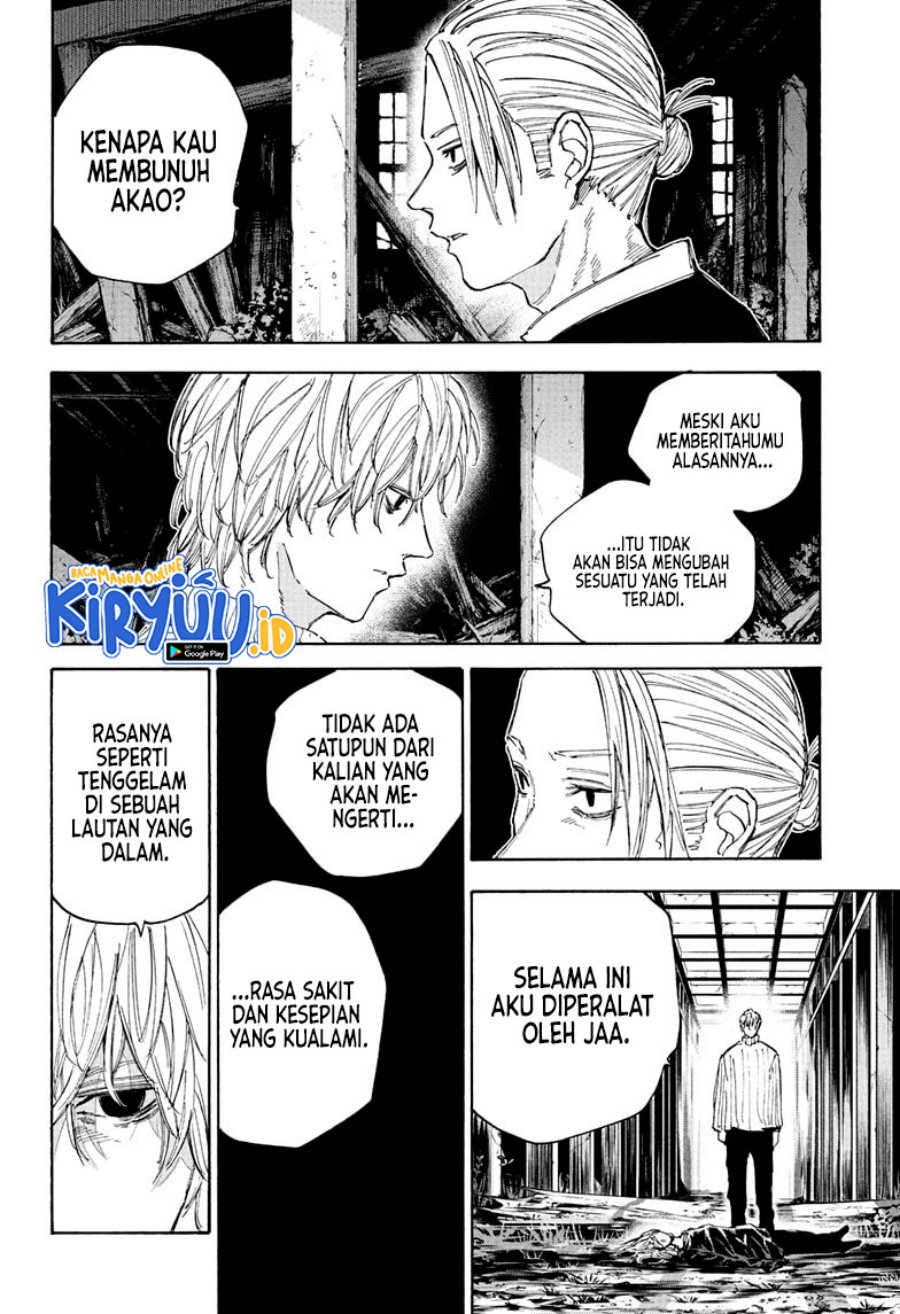 KENAPA KAU
MEMBUNUH
AKAO?
MESKI AKU
MEMBERITAHUMU
ALASANNYA...
...ITU TIDAK
AKAN BISA MENGUBAH
SESUATU YANG TELAH
TERJADI.
BACA MANGA ONLINE
KIRYUU.ID
GET IT ON
Google Play
SELAMA INI
AKU DIPERALAT
OLEH JAA.
TIDAK ADA
SATUPUN DARI
KALIAN YANG
AKAN ME-
NGERTI...
...RASA SAKIT
DAN KESEPIAN
YANG KUALAMI.
RASANYA
SEPERTI
TENGGELAM
DI SEBUAH
LAUTAN YANG
DALAM.